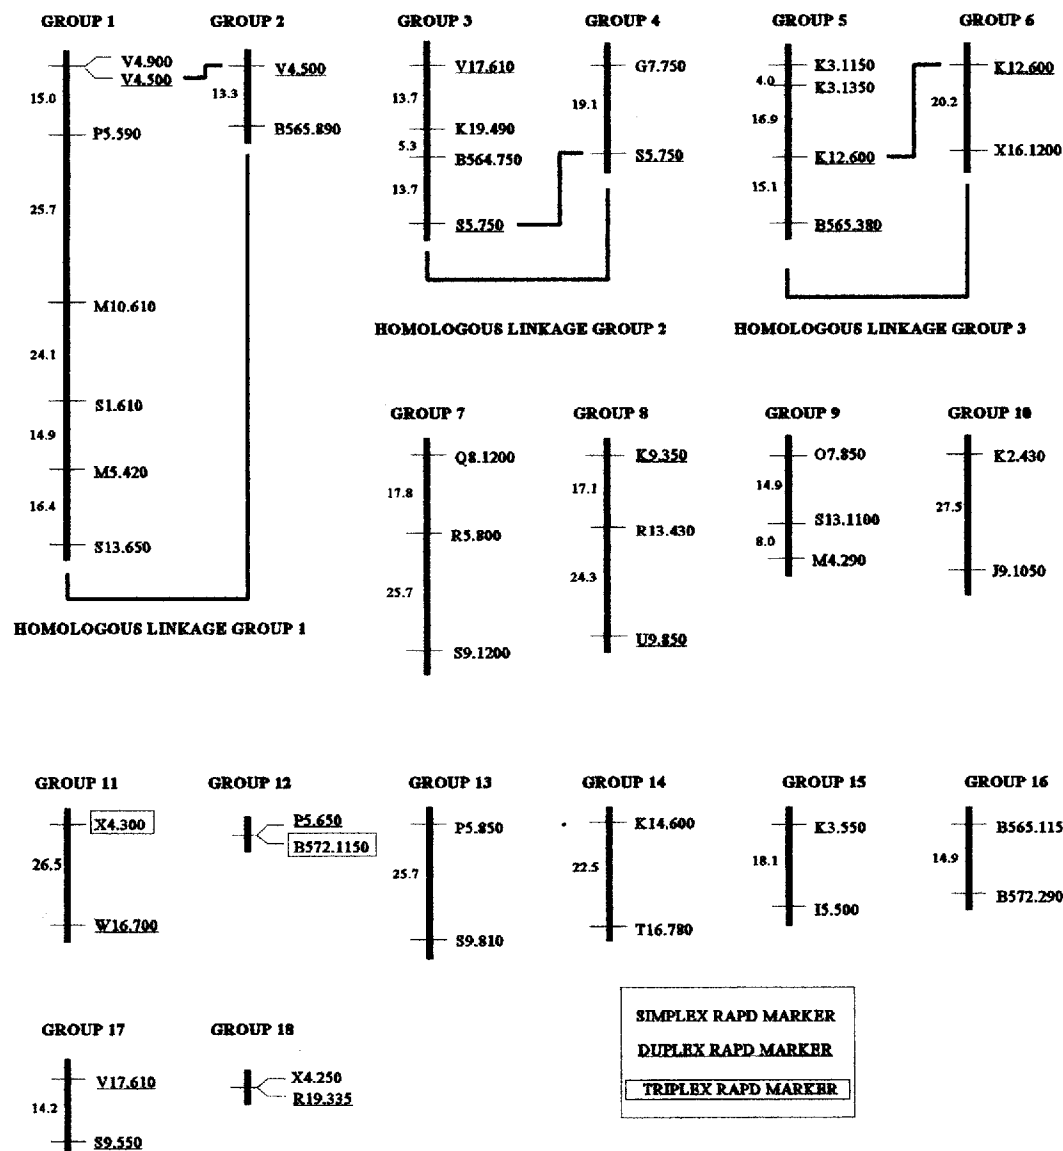 GROUP 1
V4.900
V4.500
15.0
P5.590
25.7
M10.610
24.1
S1.610
14.9
M5.420
16.4
S13.650
GROUP 2
V4.500
13.3
B565.890
HOMOLOGOUS LINKAGE GROUP 1
GROUP 3
V17.610
13.7
K19.490
5.3
B564.750
13.7
S5.750
GROUP 4
G7.750
19.1
S5.750
HOMOLOGOUS LINKAGE GROUP 2
GROUP 5
K3.1150
4.0
K3.1350
16.9
K12.600
15.1
B565.380
GROUP 6
K12.600
20.2
X16.1200
HOMOLOGOUS LINKAGE GROUP 3
GROUP 7
Q8.1200
17.8
R5.800
25.7
S9.1200
GROUP 8
K9.350
17.1
R13.430
24.3
U9.850
GROUP 9
O7.850
14.9
S13.1100
8.0
M4.290
GROUP 10
K2.430
27.5
J9.1050
GROUP 11
X4.300
26.5
W16.700
GROUP 12
P5.650
B572.1150
GROUP 13
P5.850
25.7
S9.810
GROUP 14
K14.600
22.5
T16.780
GROUP 15
K3.550
18.1
I5.500
GROUP 16
B565.115
14.9
B572.290
GROUP 17
V17.610
14.2
S9.550
GROUP 18
X4.250
R19.335
SIMPLEX RAPD MARKER
DUPLEX RAPD MARKER
TRIPLEX RAPD MARKER